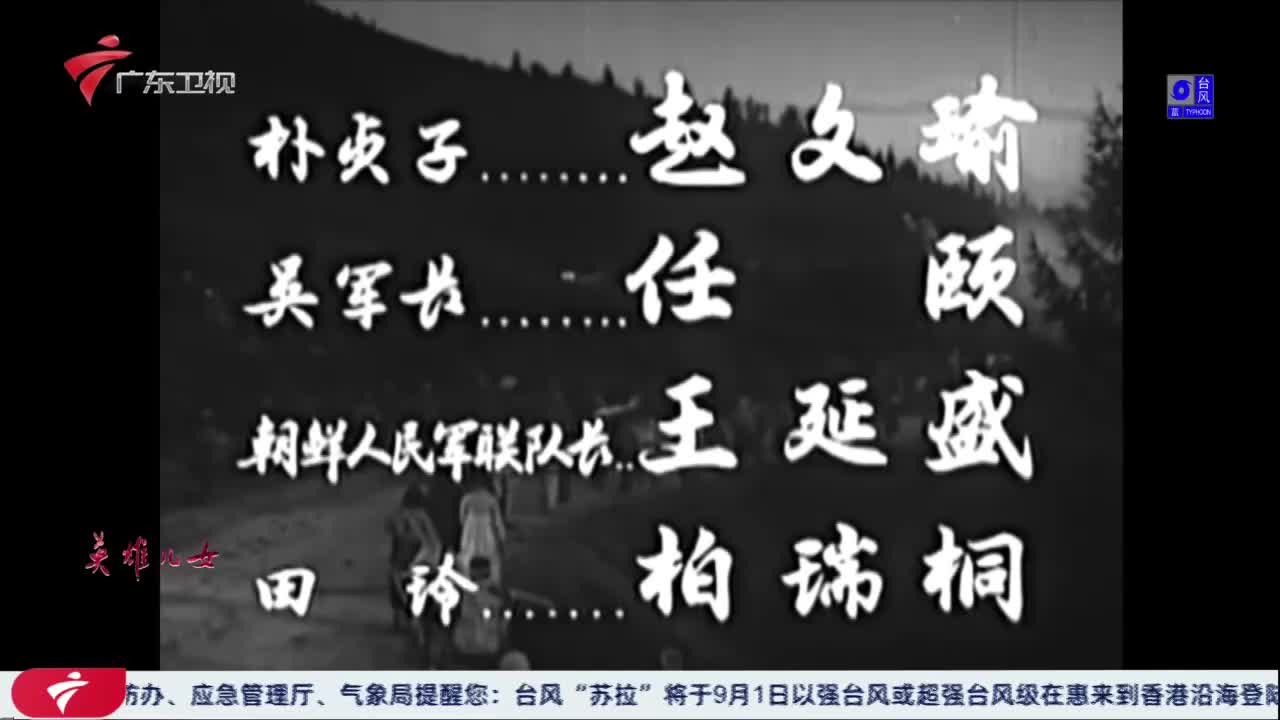 广东卫视
台风
蓝 TYPHOON
朴贞子........赵文瑜
吴军长........任颐
朝鲜人民军联队长..王延盛
田玲.......柏瑞桐
英雄儿女
防办、应急管理厅、气象局提醒您：台风“苏拉”将于9月1日以强台风或超强台风级在惠来到香港沿海登陆